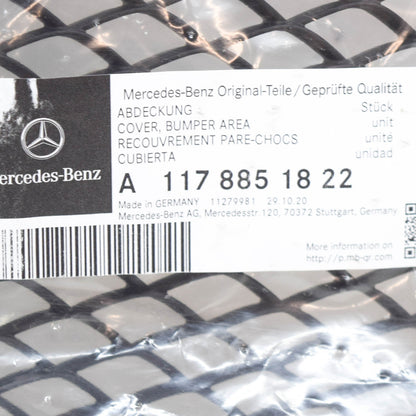 Mercedes-Benz Original-Teile/Geprüfte Qualität
ABDECKUNG Stück
COVER, BUMPER AREA unit
RECOUVREMENT PARE-CHOCS unité
CUBIERTA unidad
ercedes-Benz
A 117 885 18 22
Made in GERMANY 11279981 29.10.20
Mercedes-Benz AG, Mercedesstr. 120, 70372 Stuttgart, Germany
More information on
http://p.mb-qr.com